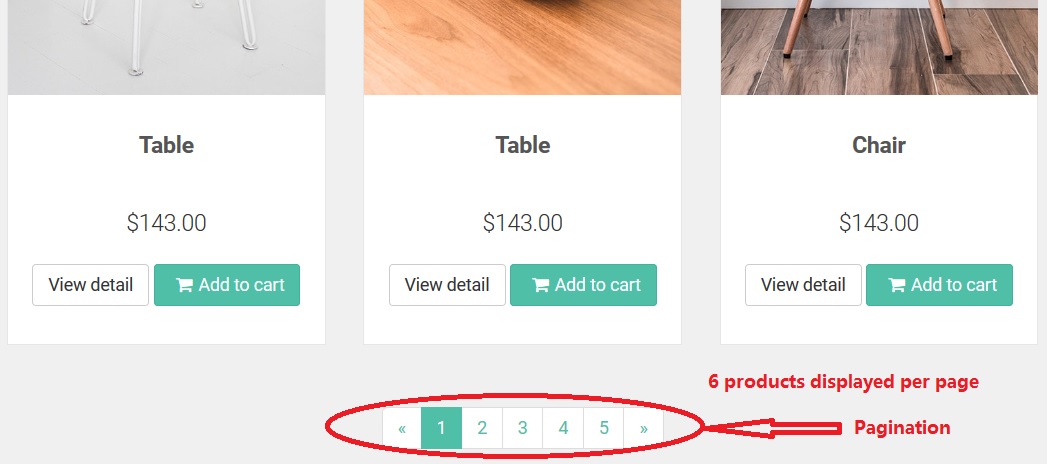 Table Table Chair
$143.00 $143.00 $143.00
View detail Add to cart View detail Add to cart View detail Add to cart
6 products displayed per page
« 1 2 3 4 5 » Pagination